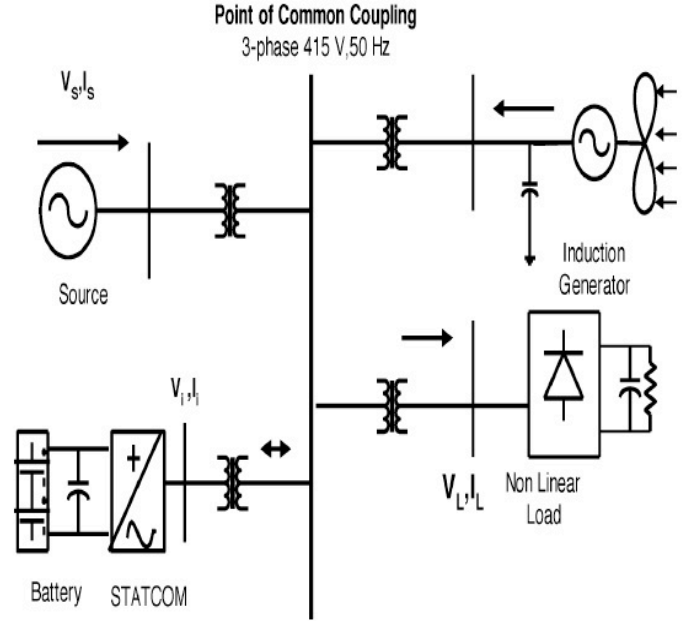 Point of Common Coupling
3-phase 415 V,50 Hz
Vs,Is
Source
Induction
Generator
Vi,Ii
VL,IL
Non Linear
Load
Battery
STATCOM